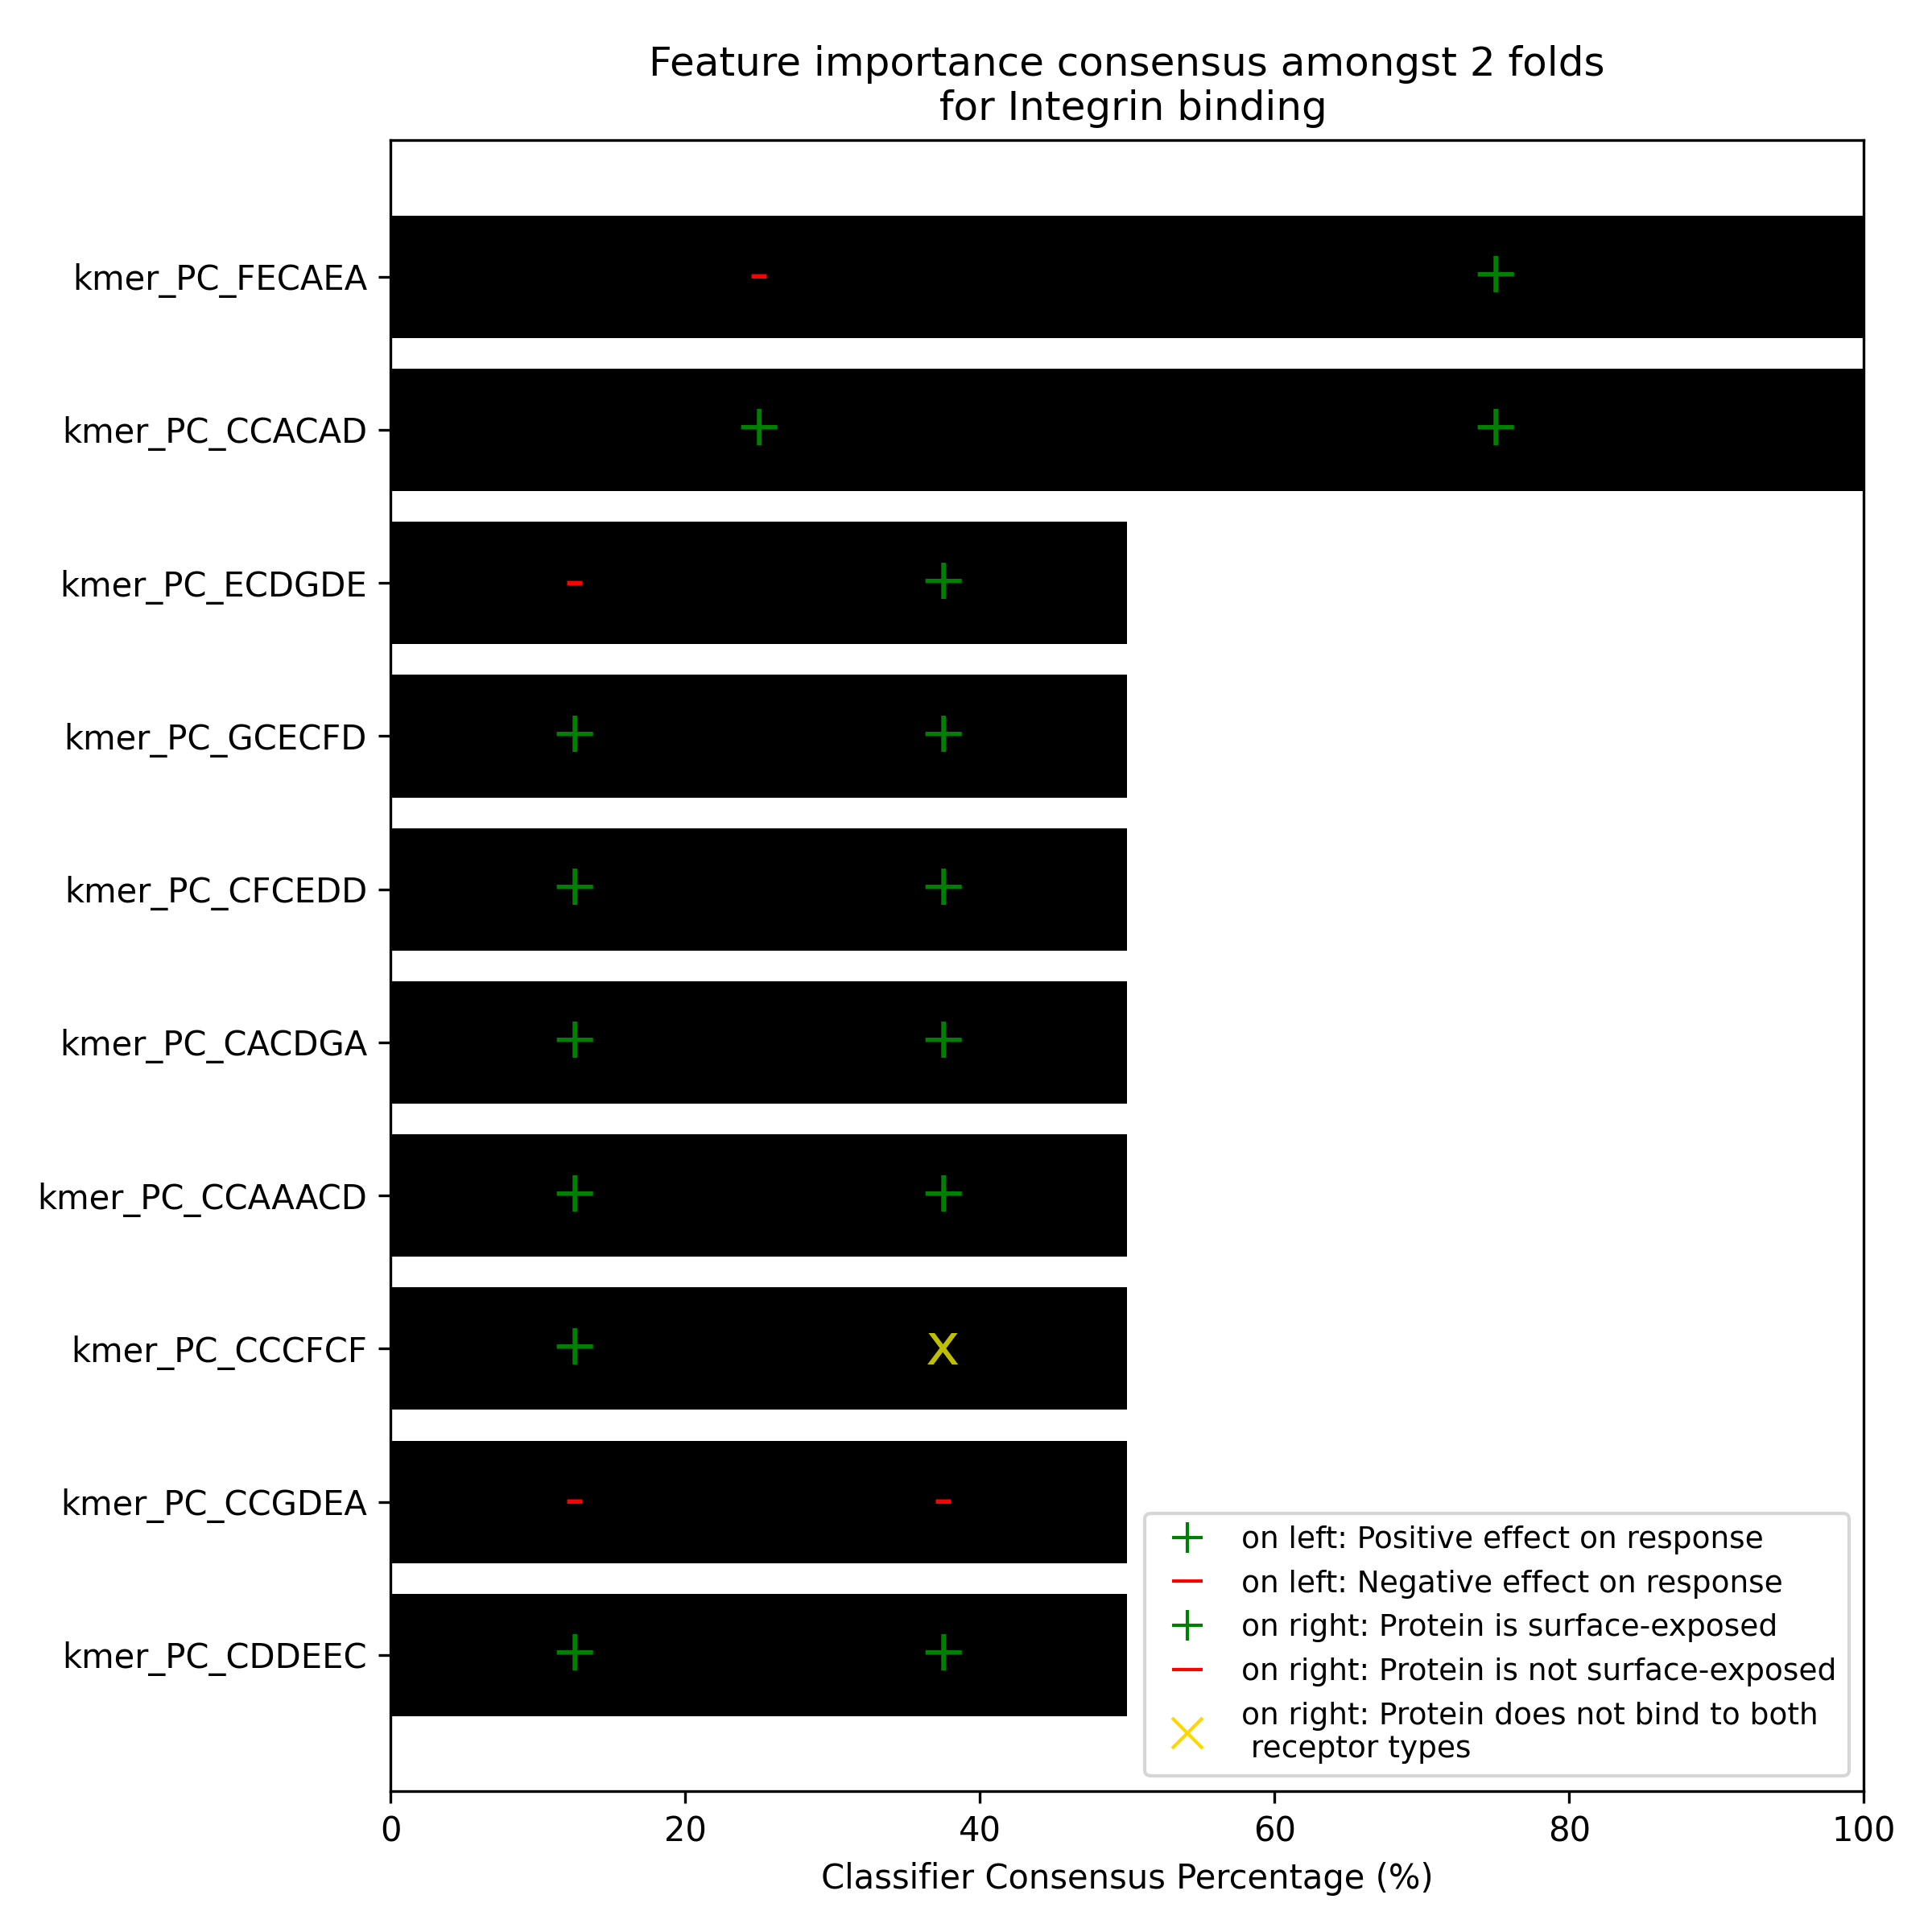 Feature importance consensus amongst 2 folds
for Integrin binding
kmer_PC_FECAEA
kmer_PC_CCACAD
kmer_PC_ECDGDE
kmer_PC_GCECFD
kmer_PC_CFCEDD
kmer_PC_CACDGA
kmer_PC_CCAAACD
kmer_PC_CCCFCF
kmer_PC_CCGDEA
kmer_PC_CDDEEC
on left: Positive effect on response
on left: Negative effect on response
on right: Protein is surface-exposed
on right: Protein is not surface-exposed
on right: Protein does not bind to both
receptor types
0 20 40 60 80 100
Classifier Consensus Percentage (%)